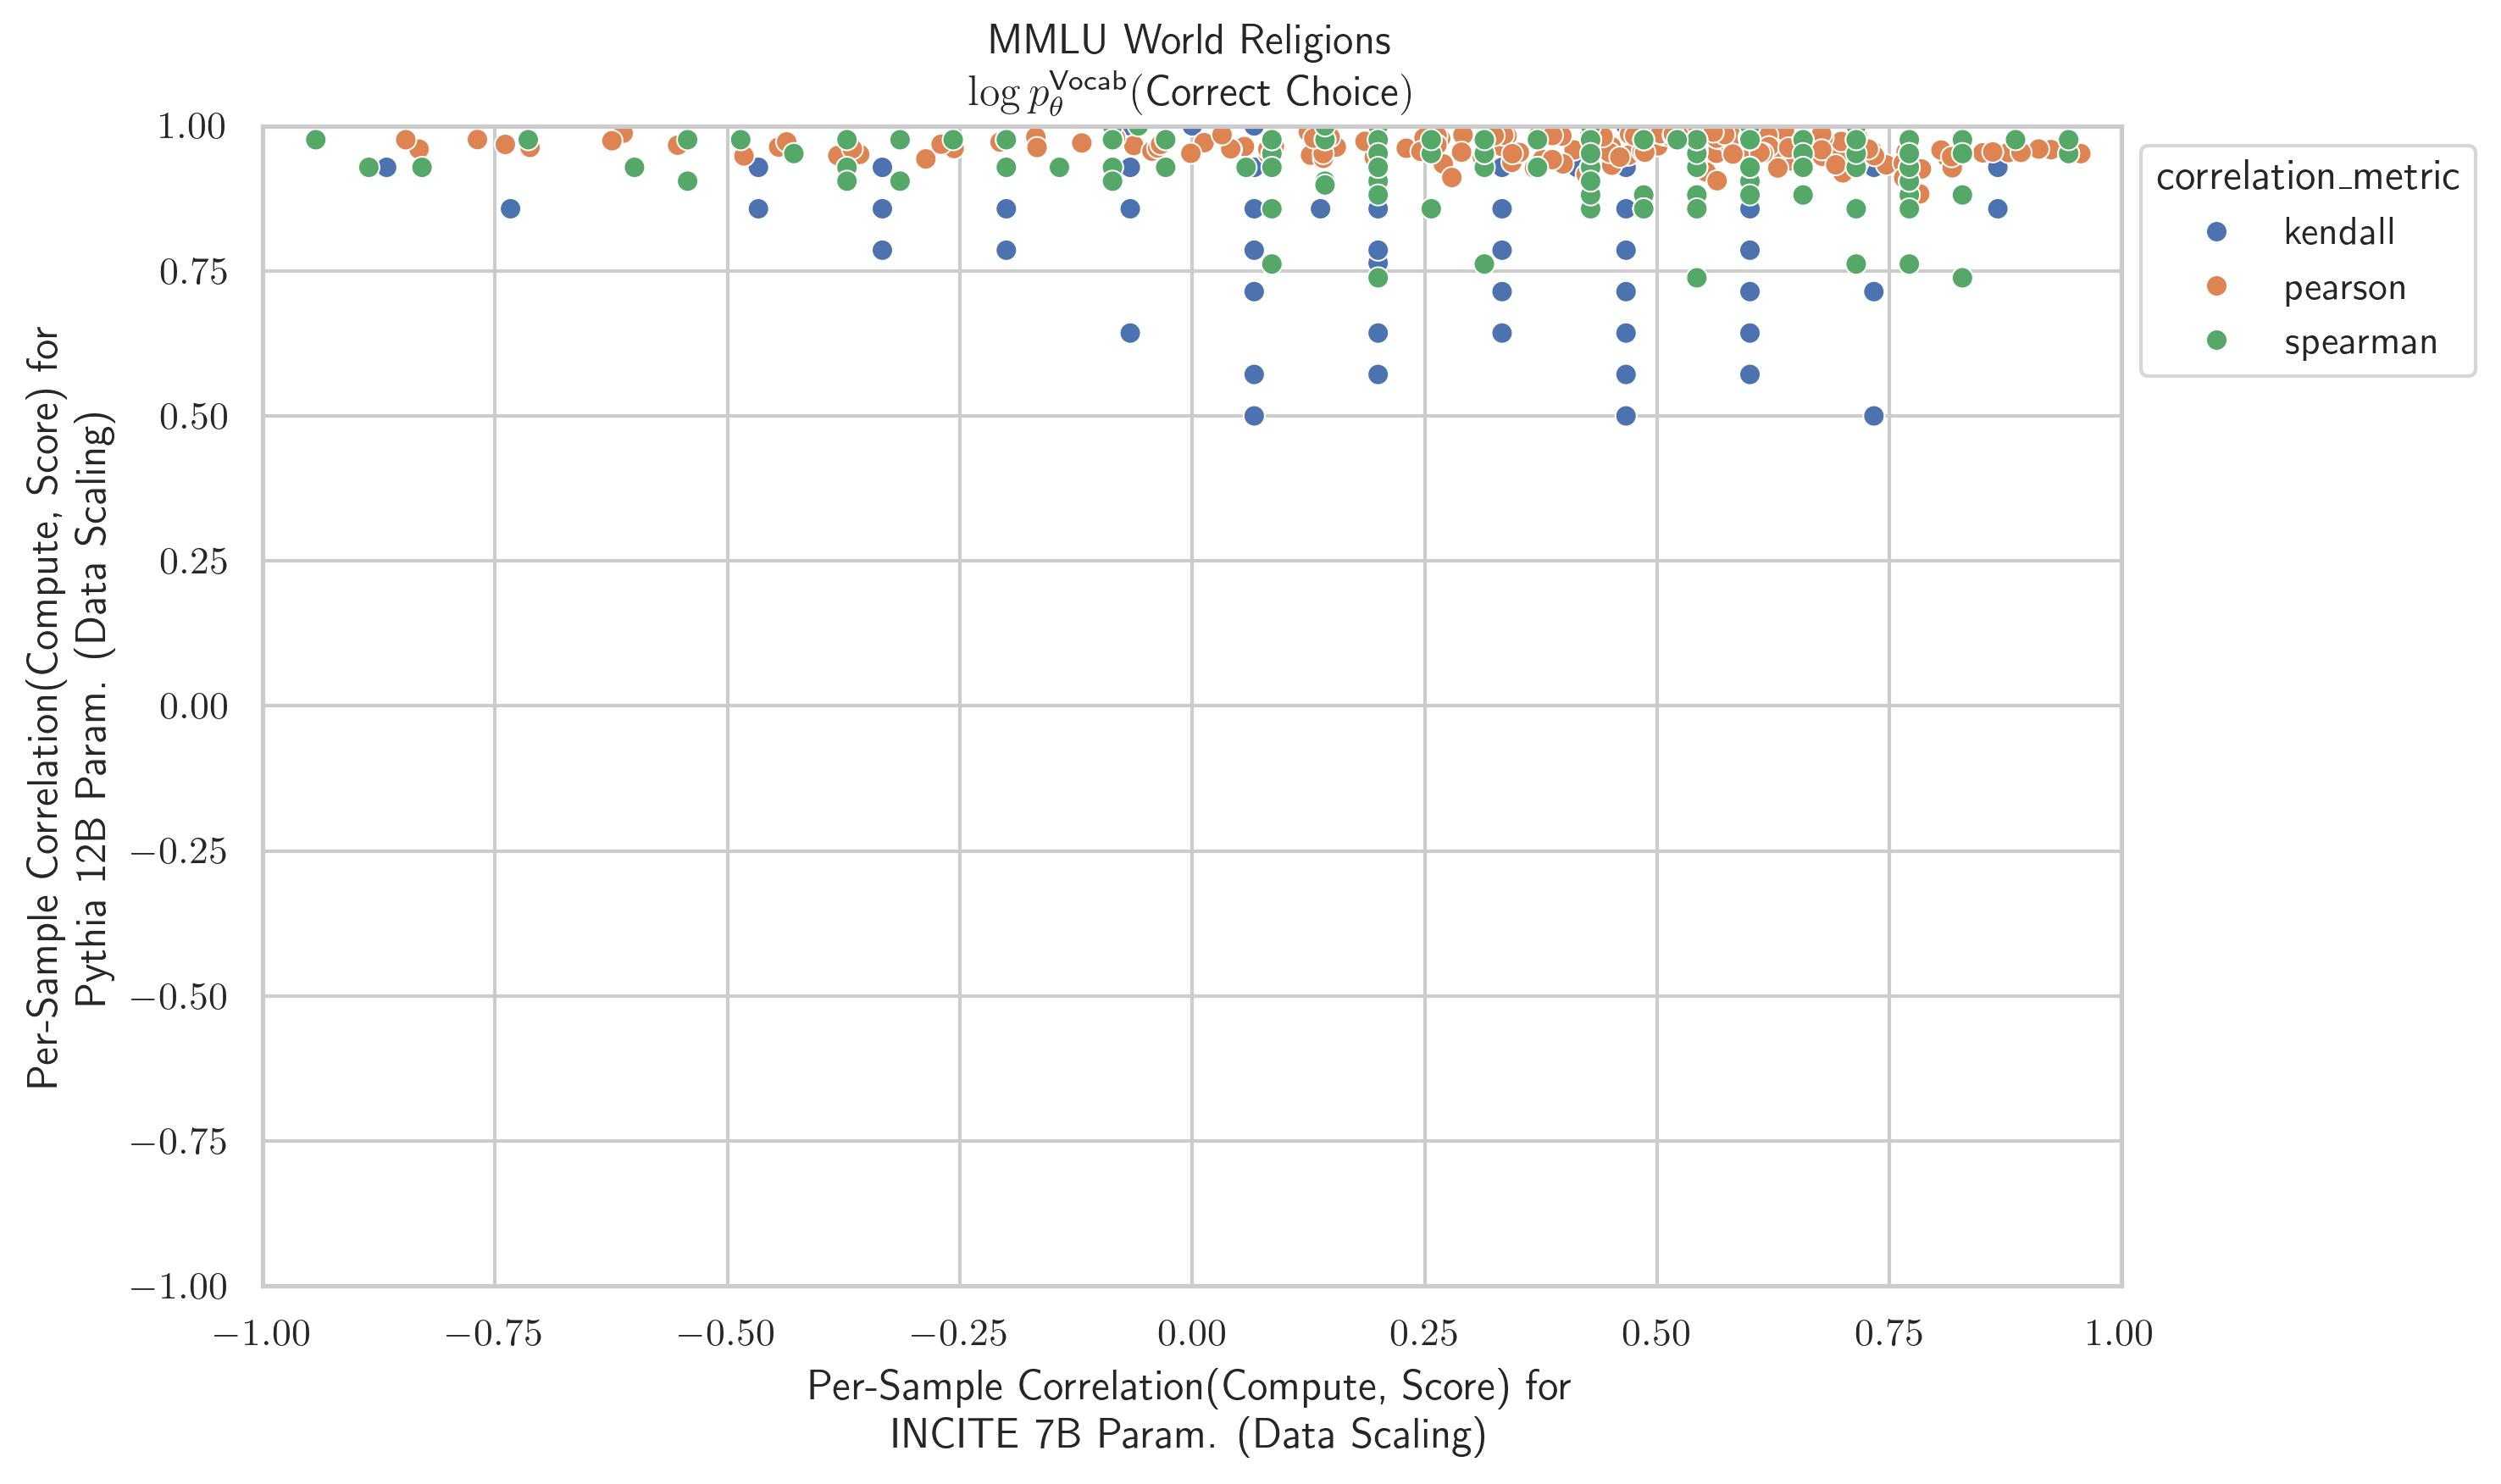 MMLU World Religions
log p_θ^Vocab(Correct Choice)
1.00
0.75
0.50
0.25
0.00
−0.25
−0.50
−0.75
−1.00
Per-Sample Correlation(Compute, Score) for
Pythia 12B Param. (Data Scaling)
−1.00
−0.75
−0.50
−0.25
0.00
0.25
0.50
0.75
1.00
Per-Sample Correlation(Compute, Score) for
INCITE 7B Param. (Data Scaling)
correlation_metric
kendall
pearson
spearman